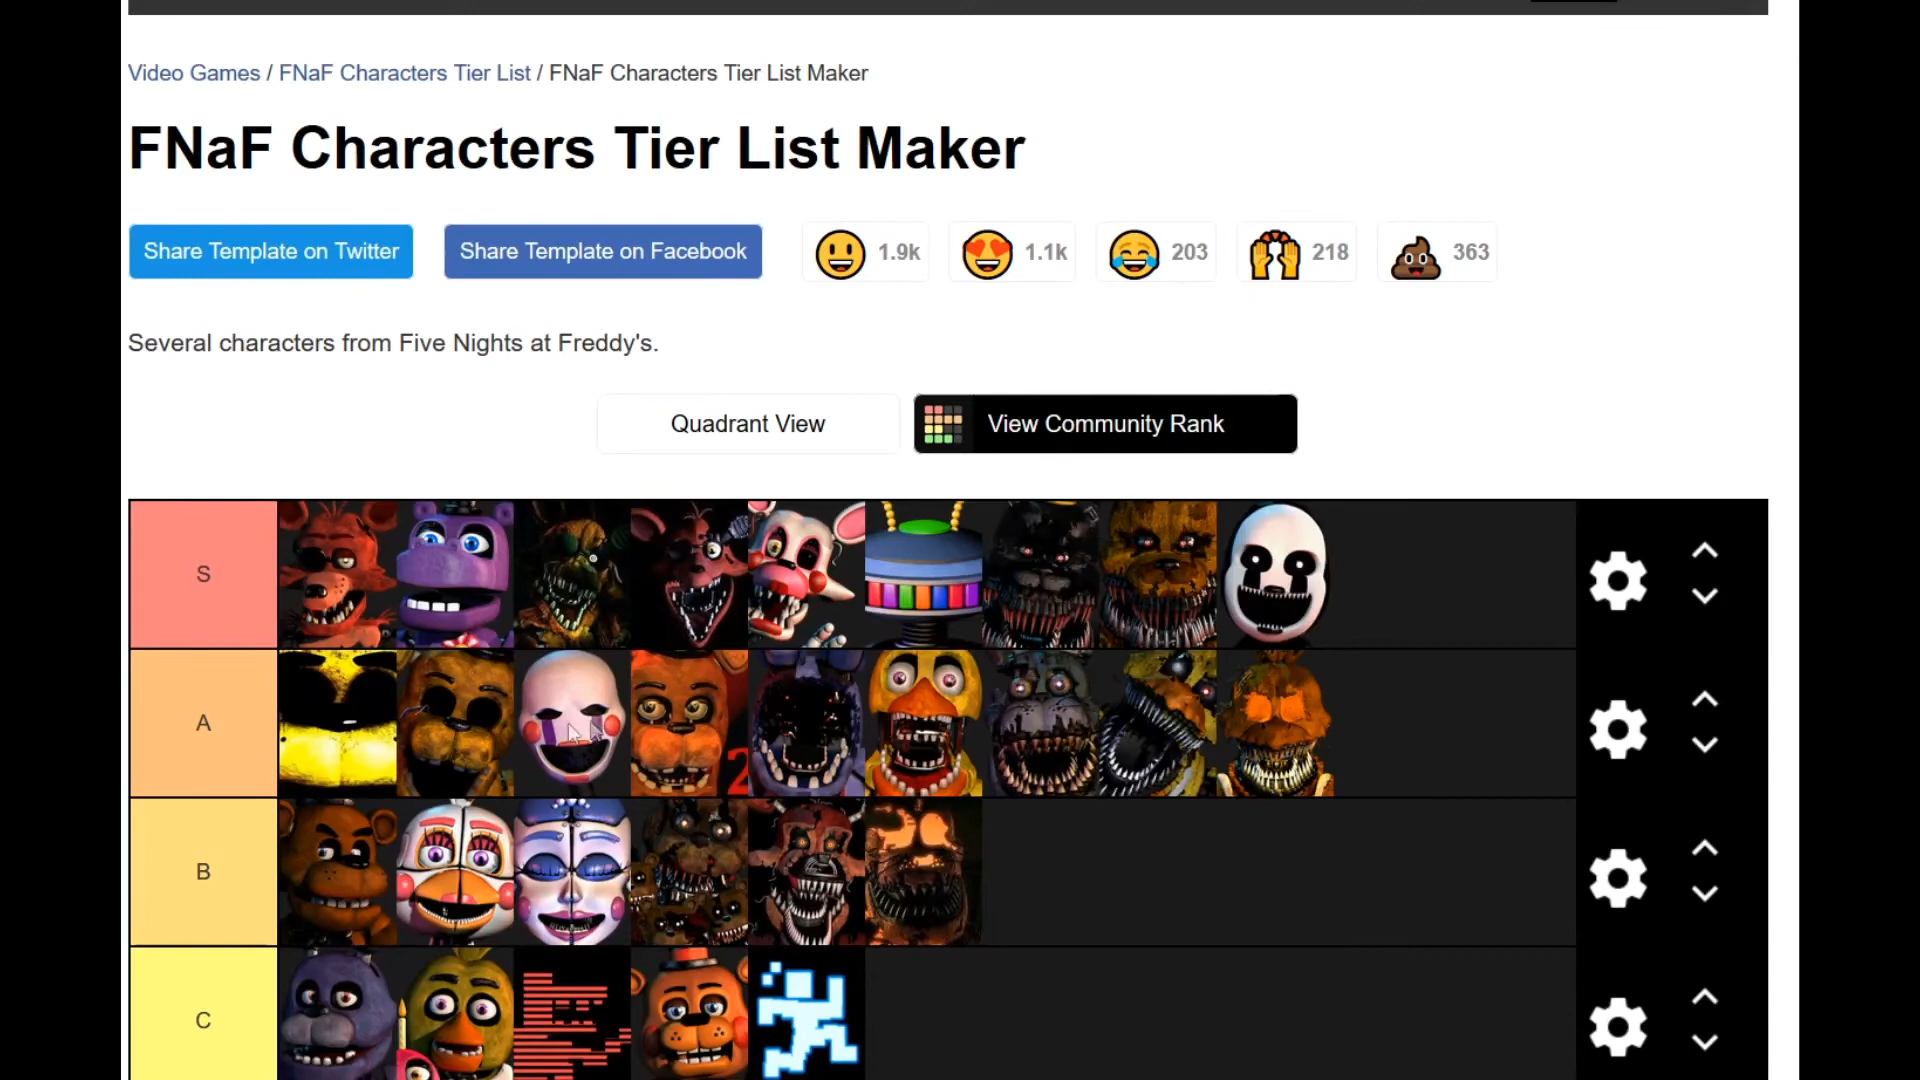 Video Games / FNaF Characters Tier List / FNaF Characters Tier List Maker
FNaF Characters Tier List Maker
Share Template on Twitter
Share Template on Facebook
1.9k
1.1k
203
218
363
Several characters from Five Nights at Freddy's.
Quadrant View
View Community Rank
S
A
2
B
C